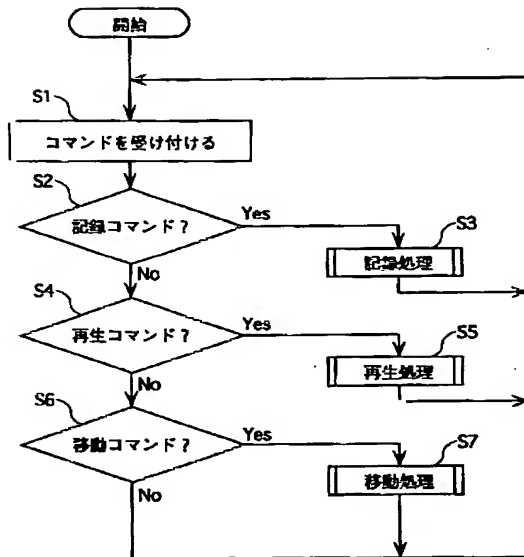 開始
S1
コマンドを受け付ける
S2
記録コマンド?
Yes
S3
記録処理
No
S4
再生コマンド?
Yes
S5
再生処理
No
S6
移動コマンド?
Yes
S7
移動処理
No